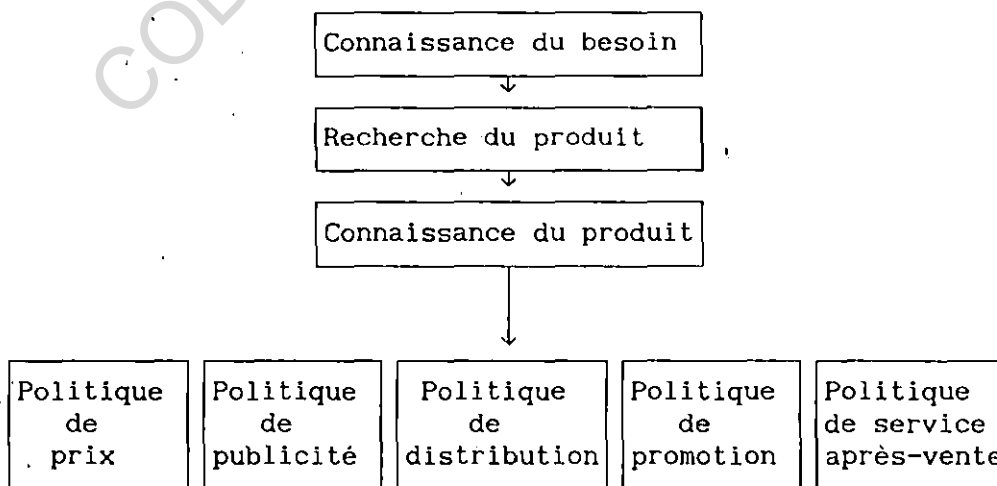 Connaissance du besoin
Recherche du produit
Connaissance du produit
Politique
de
prix
Politique
de
publicité
Politique
de
distribution
Politique
de
promotion
Politique
de service
après-vente